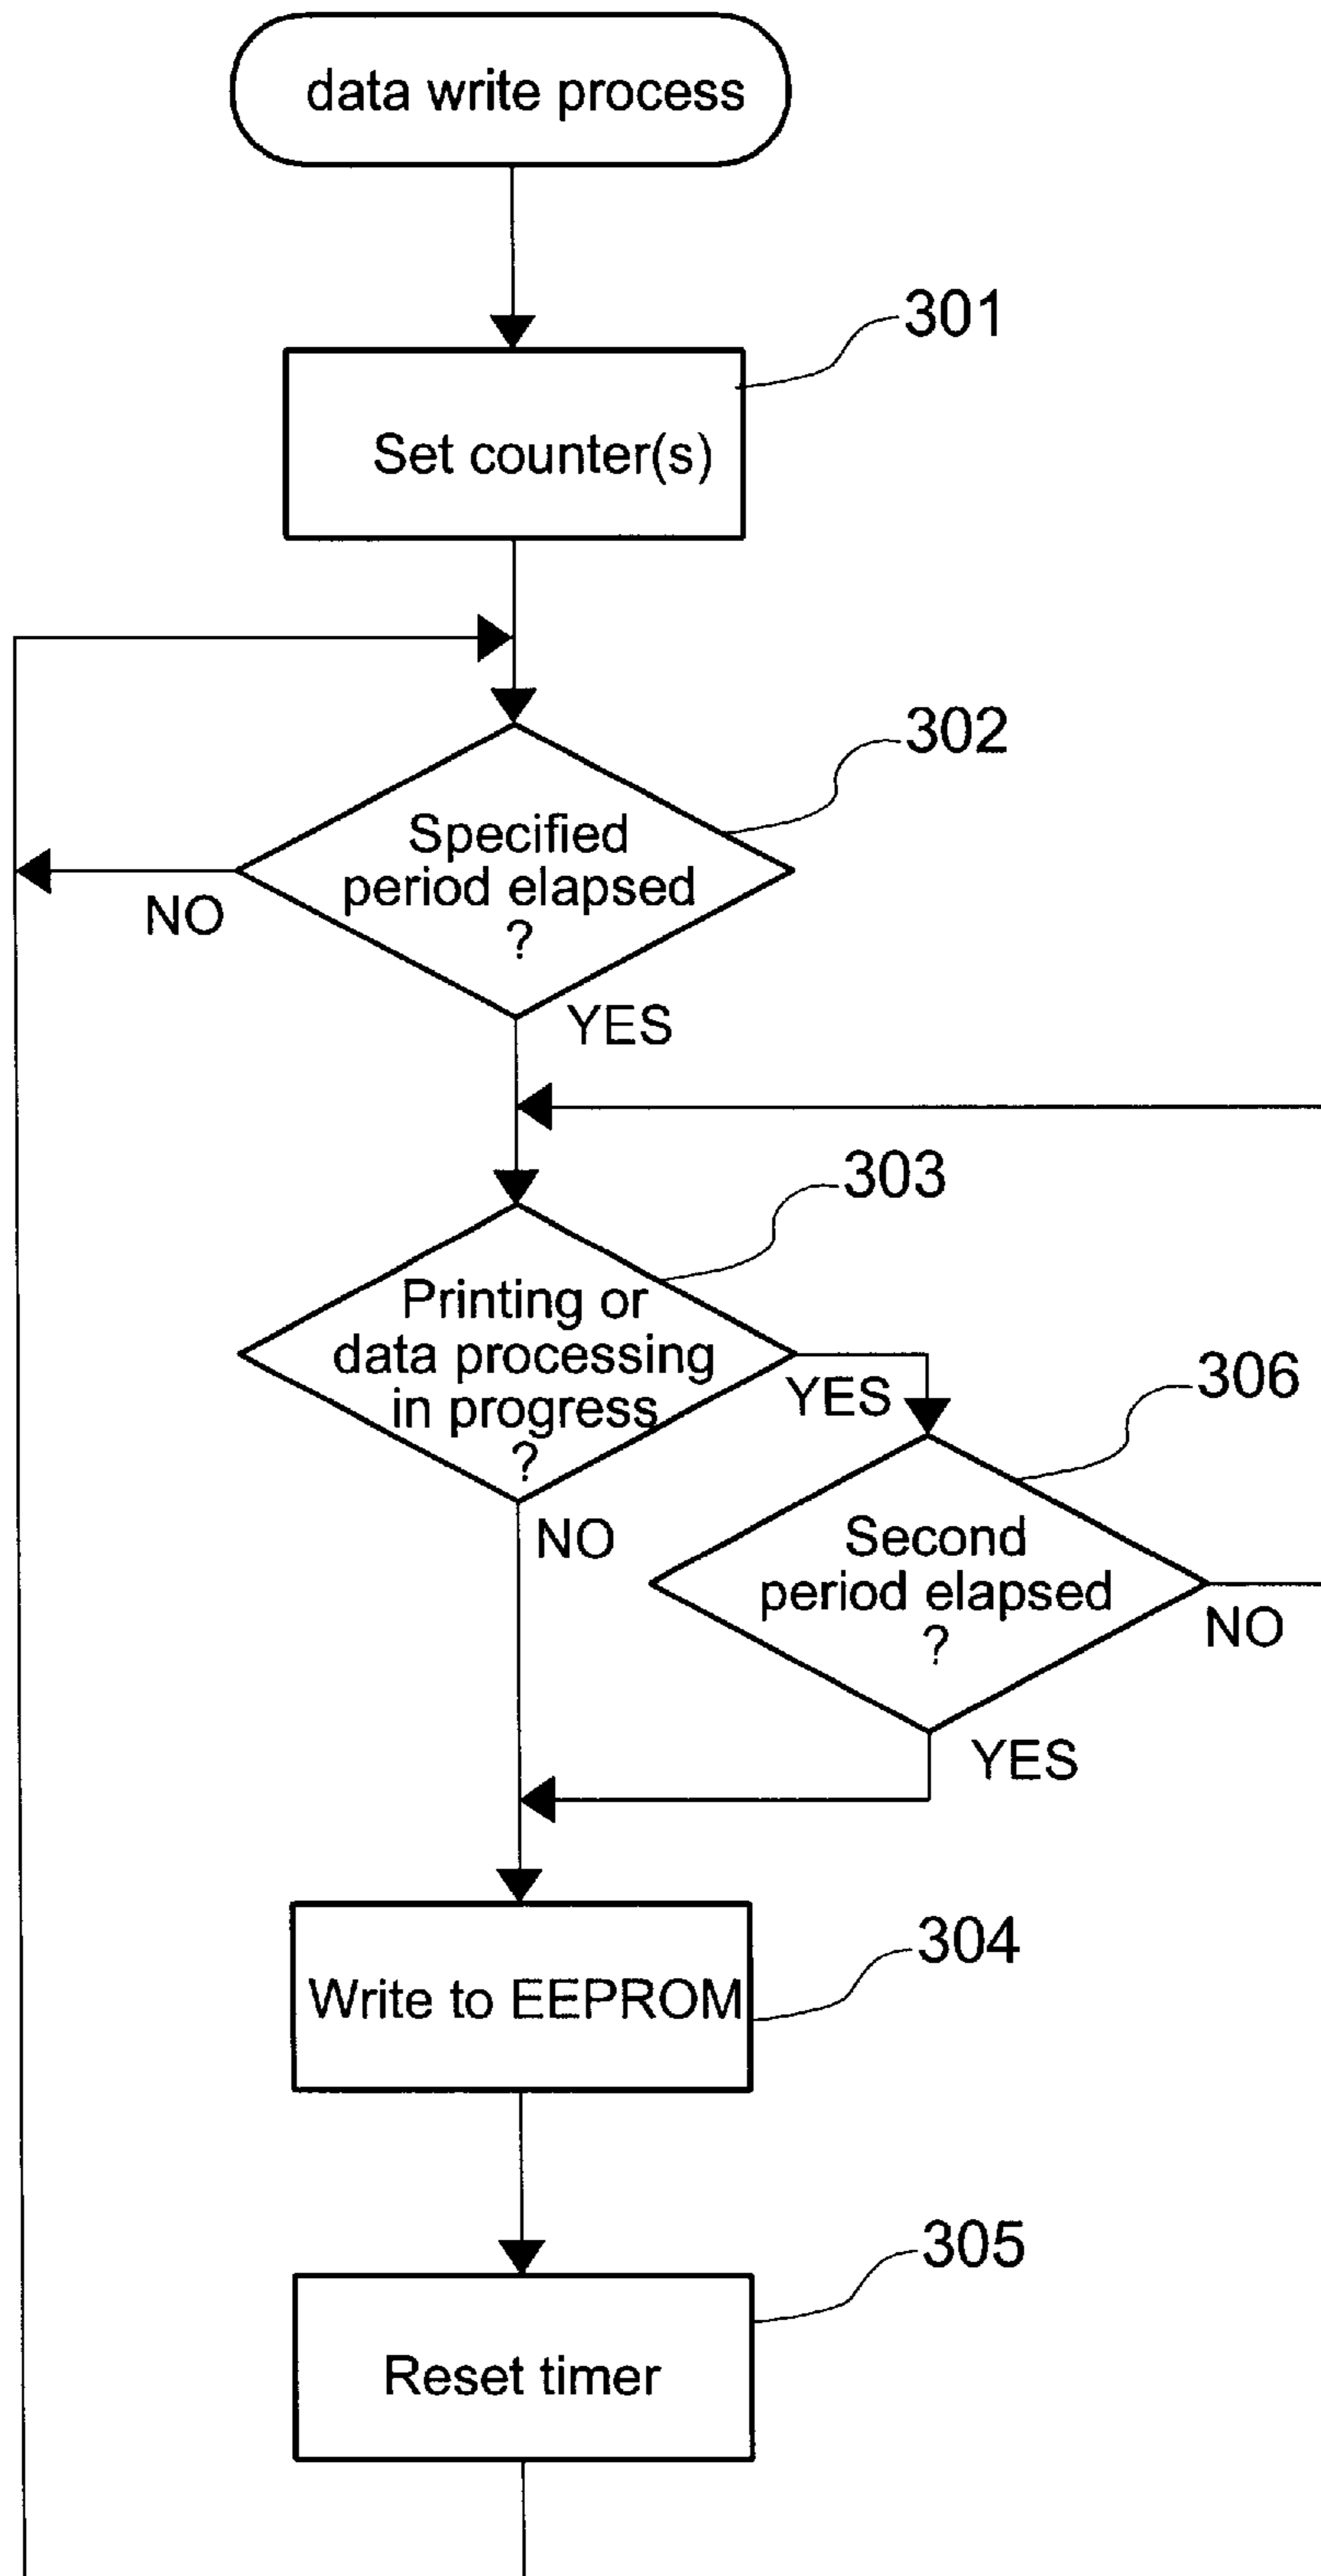 data write process
301
Set counter(s)
302
Specified
period elapsed
?
NO
YES
303
Printing or
data processing
in progress
?
YES
306
NO
Second
period elapsed
?
NO
YES
304
Write to EEPROM
305
Reset timer